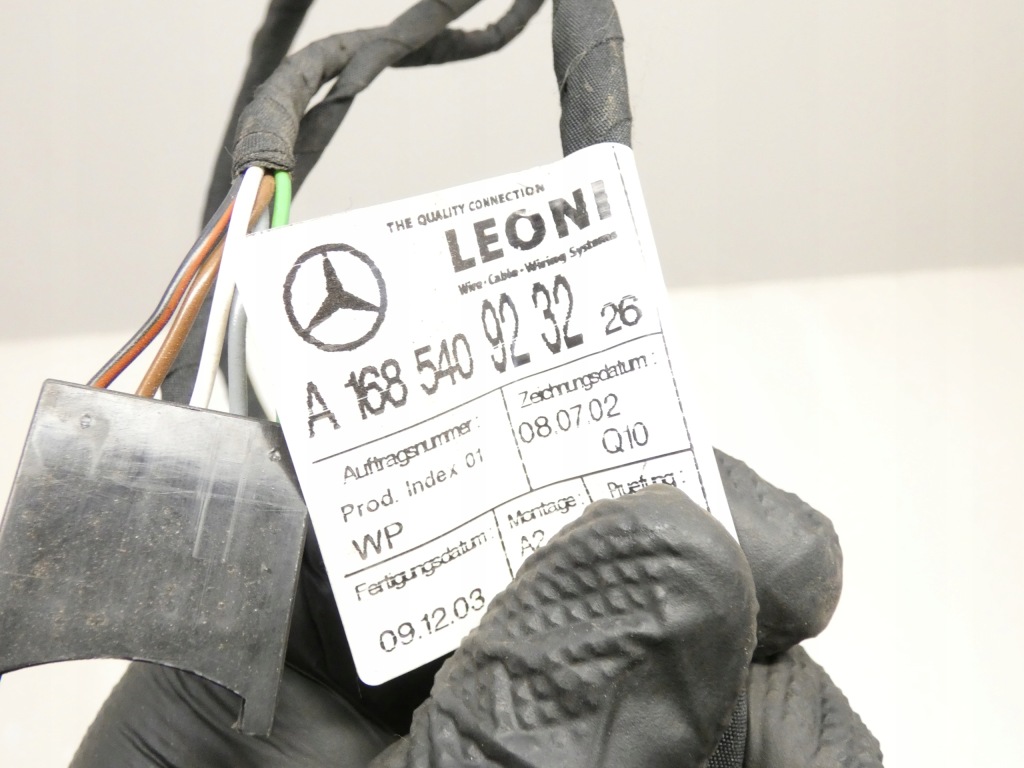 THE QUALITY CONNECTION
LEONI
Wire · Cable · Wiring Systems
A 168 540 92 32 26
Auftragsnummer:
Prod. Index 01
WP
Zeichnungsdatum:
08.07.02
Q10
Fertigungsdatum:
09.12.03
Montage:
A2
Pruefung: